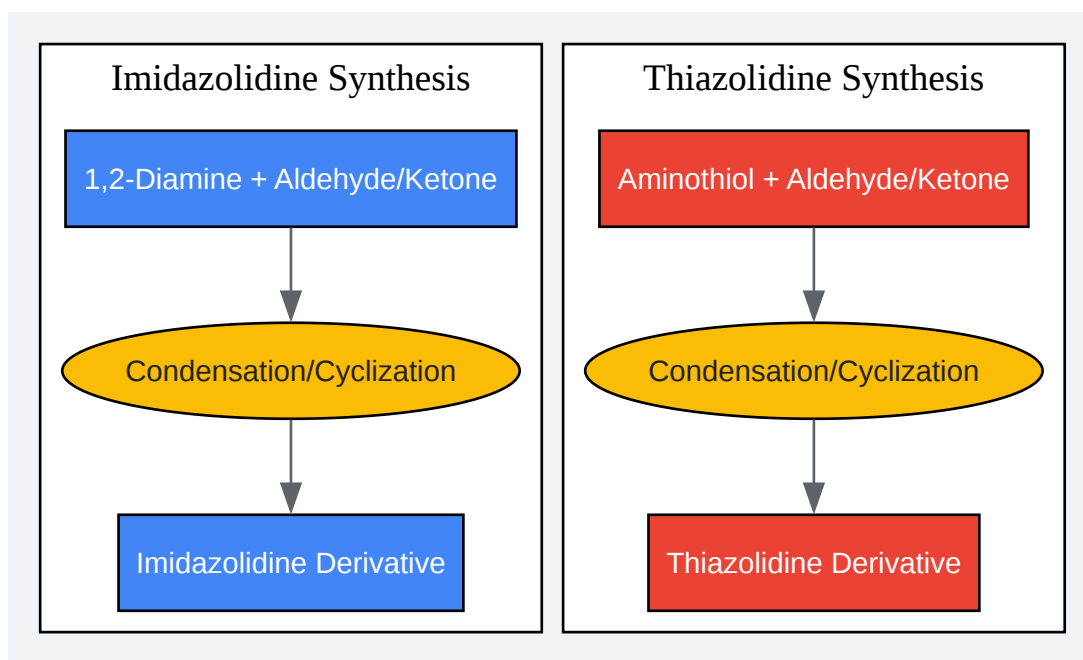 Imidazolidine Synthesis
1,2-Diamine + Aldehyde/Ketone
Condensation/Cyclization
Imidazolidine Derivative
Thiazolidine Synthesis
Aminothiol + Aldehyde/Ketone
Condensation/Cyclization
Thiazolidine Derivative